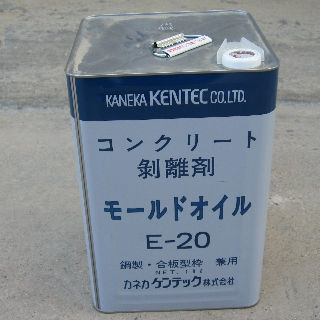 KANEKA KENTEC CO.LTD.
コンクリート
剥離剤
モールドオイル
E-20
鋼製・合板型枠 兼用
NET. 18ℓ
カネカケンテック株式会社